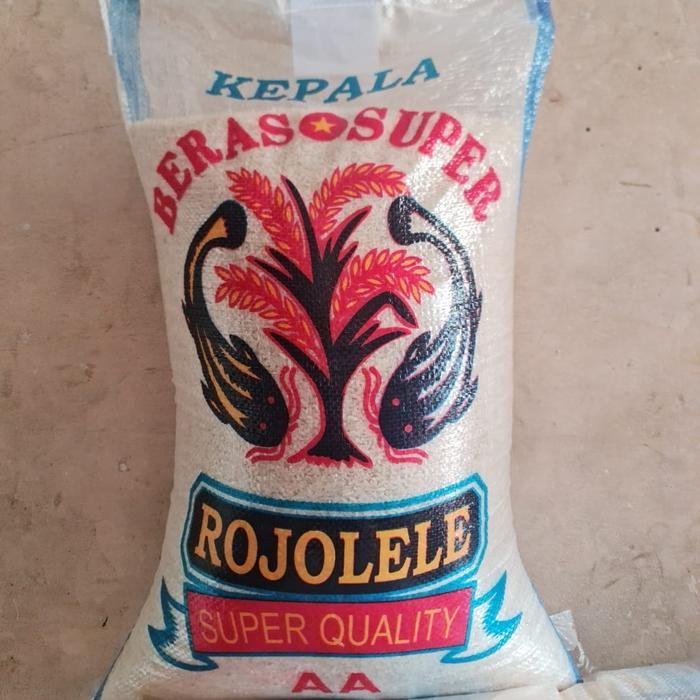 KEPALA
BERAS SUPER
ROJOLELE
SUPER QUALITY
AA